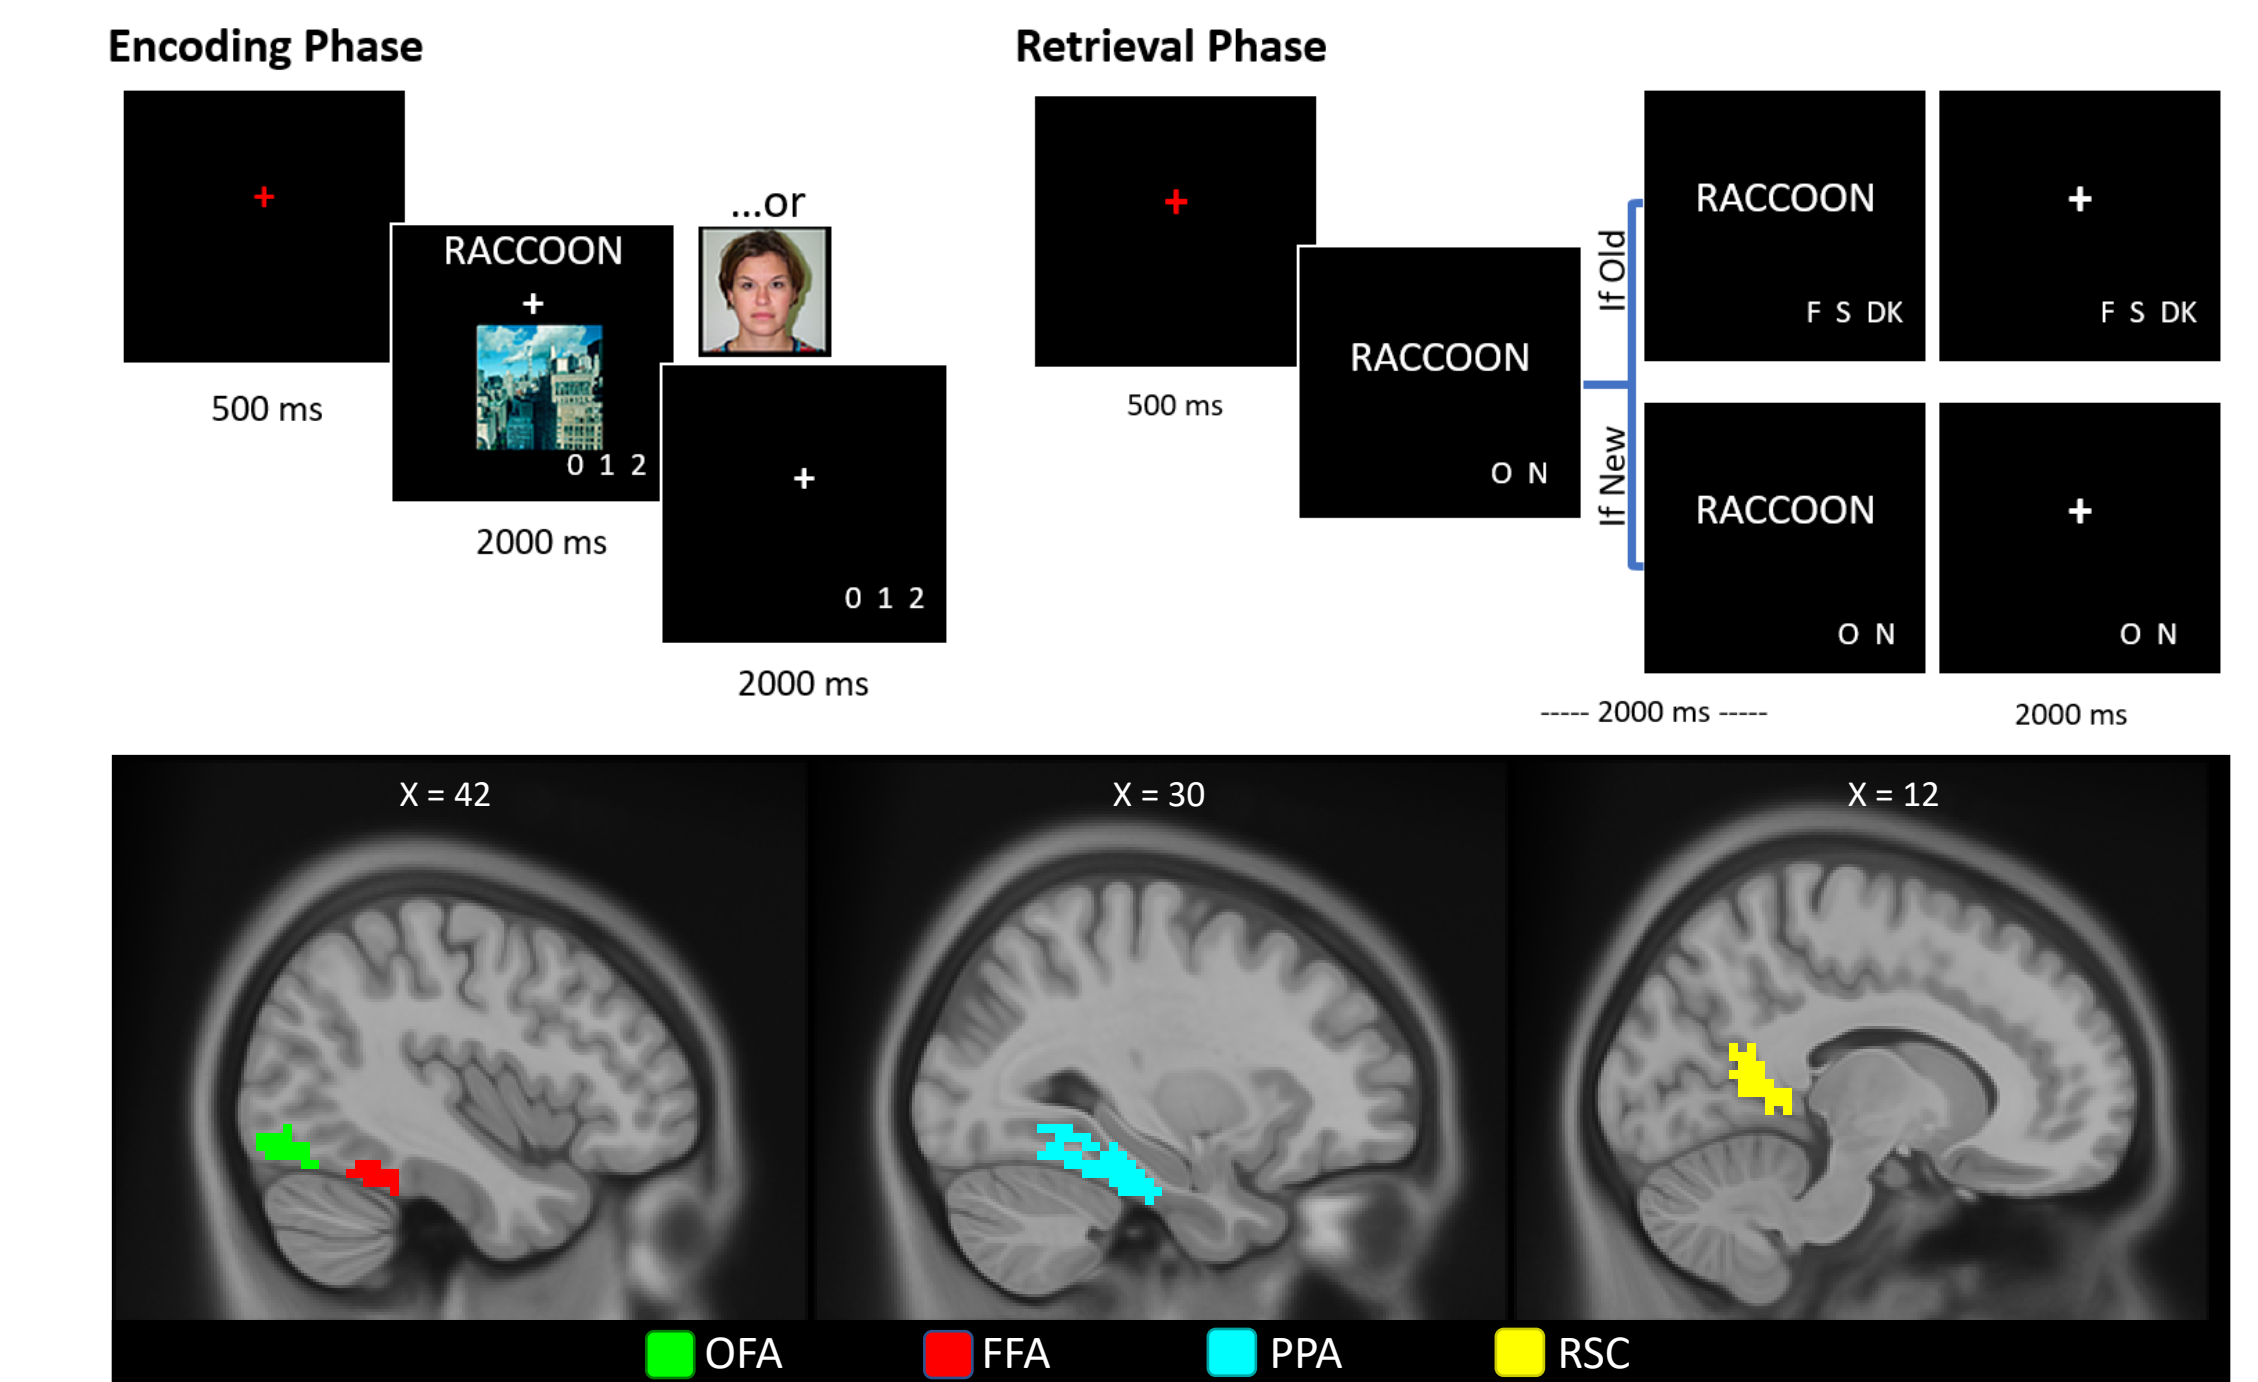 Encoding Phase
+
500 ms
RACCOON
+
0 1 2
2000 ms
...or
+
0 1 2
2000 ms
Retrieval Phase
+
500 ms
RACCOON
O N
If Old
RACCOON
F S DK
+
F S DK
If New
RACCOON
O N
+
O N
----- 2000 ms -----
2000 ms
X = 42
X = 30
X = 12
OFA
FFA
PPA
RSC